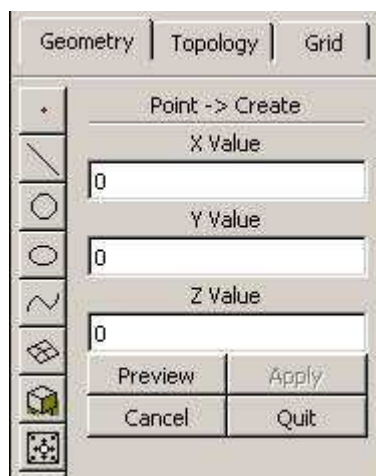 Geometry Topology Grid
Point -> Create
X Value
0
Y Value
0
Z Value
0
Preview Apply
Cancel Quit